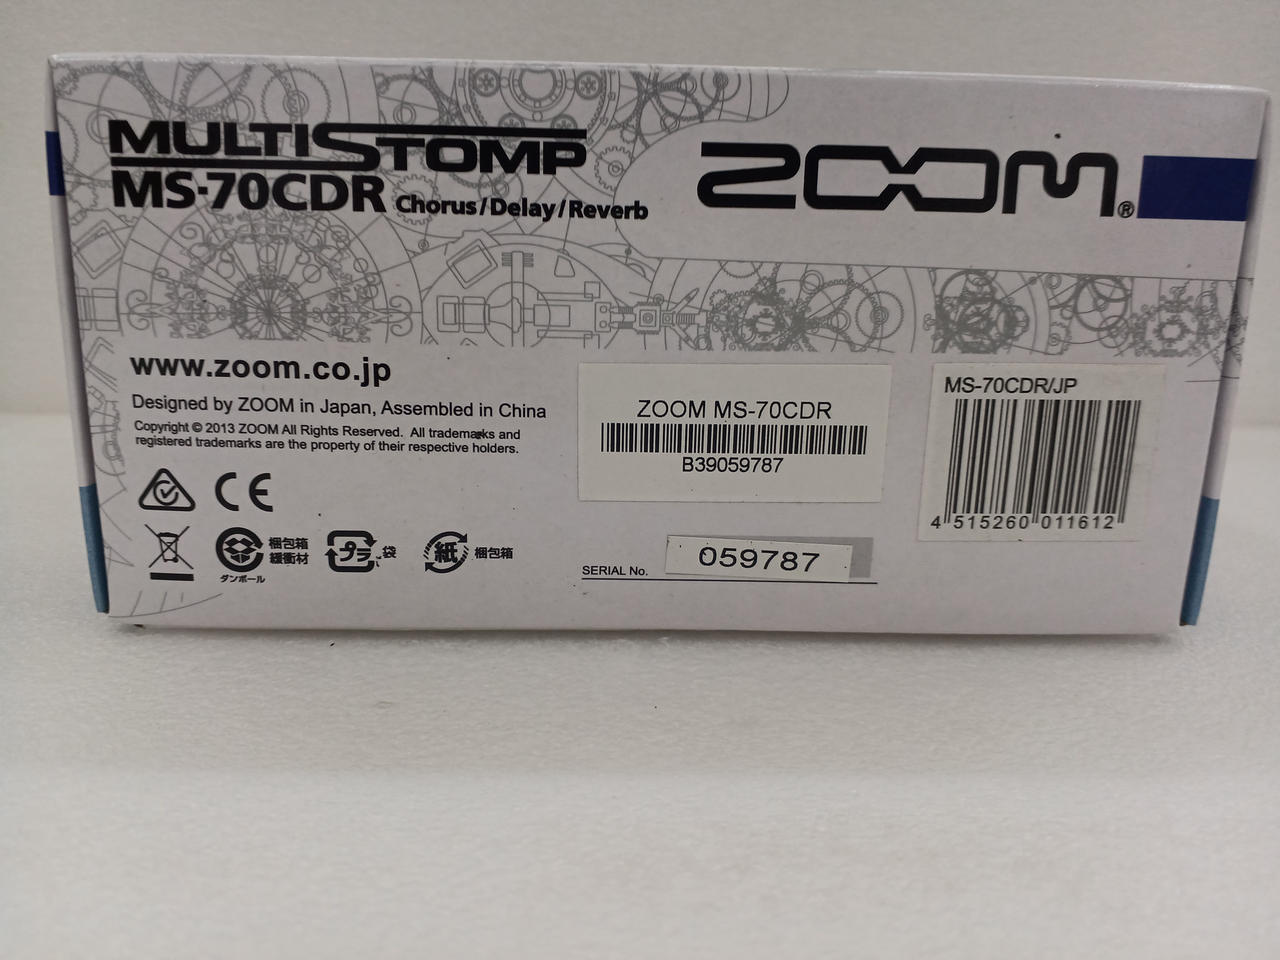 MULTISTOMP
MS-70CDR Chorus/Delay/Reverb
ZOOM®
www.zoom.co.jp
Designed by ZOOM in Japan, Assembled in China
Copyright © 2013 ZOOM All Rights Reserved. All trademarks and
registered trademarks are the property of their respective holders.
CE
梱包箱
緩衝材
ダンボール
プラ
袋
紙
梱包箱
ZOOM MS-70CDR
B39059787
SERIAL No. 059787
MS-70CDR/JP
4 515260 011612